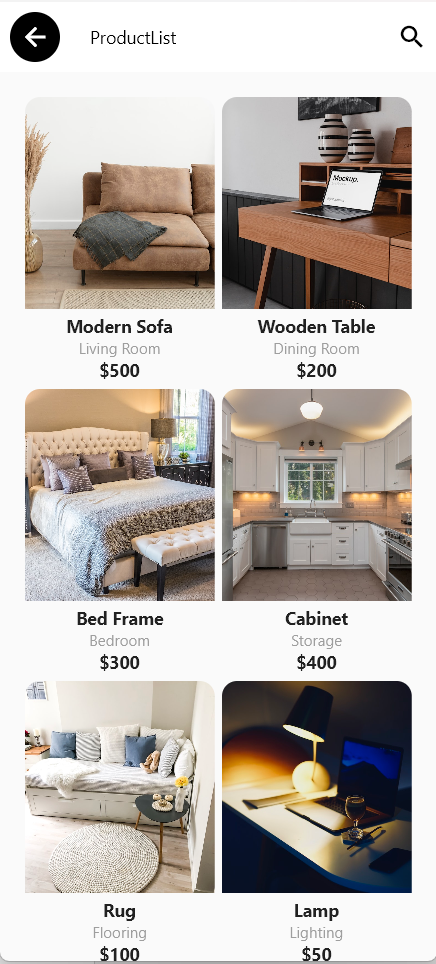 ProductList
Mockup.
Modern Sofa
Living Room
$500
Wooden Table
Dining Room
$200
Bed Frame
Bedroom
$300
Cabinet
Storage
$400
Rug
Flooring
$100
Lamp
Lighting
$50